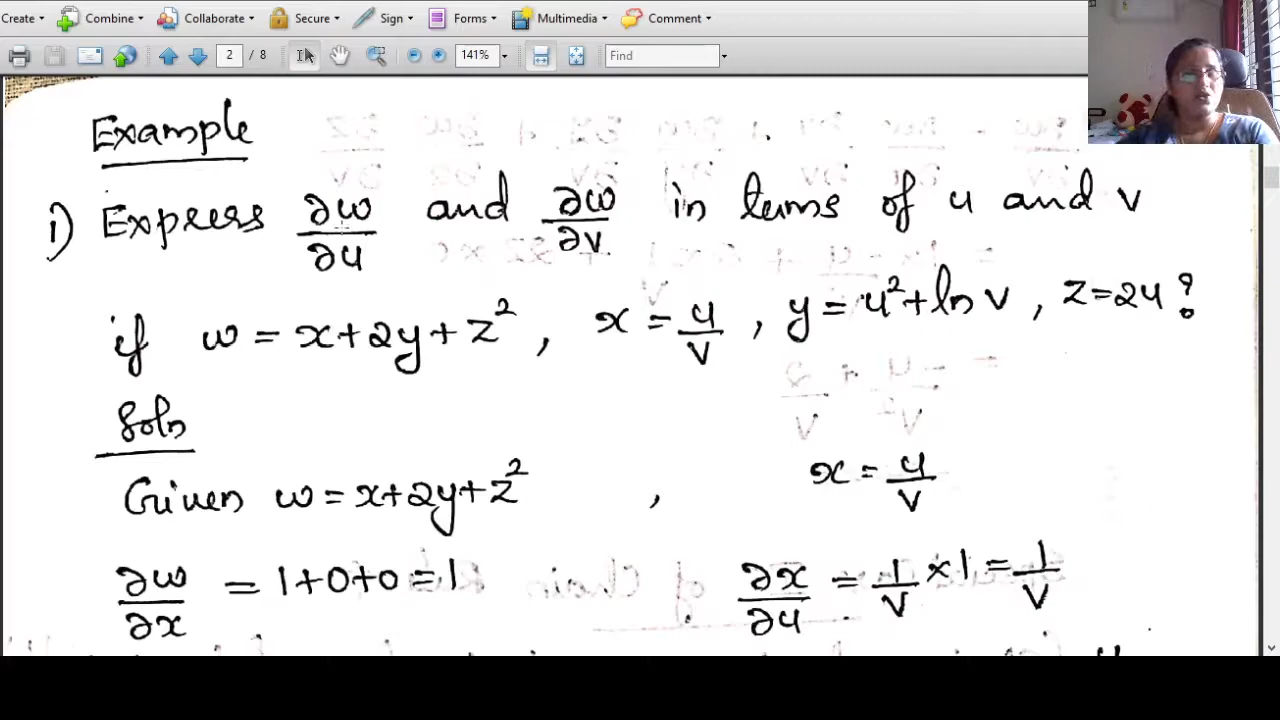 Create Combine Collaborate Secure Sign Forms Multimedia Comment
2 / 8 141% Find
Example
1) Express ∂w/∂u and ∂w/∂v in terms of u and v
if w = x+2y+z², x = u/v, y = u²+ln v, z=2u?
Soln
Given w = x+2y+z², x = u/v
∂w/∂x = 1+0+0 = 1 ∂x/∂u = 1/v × 1 = 1/v